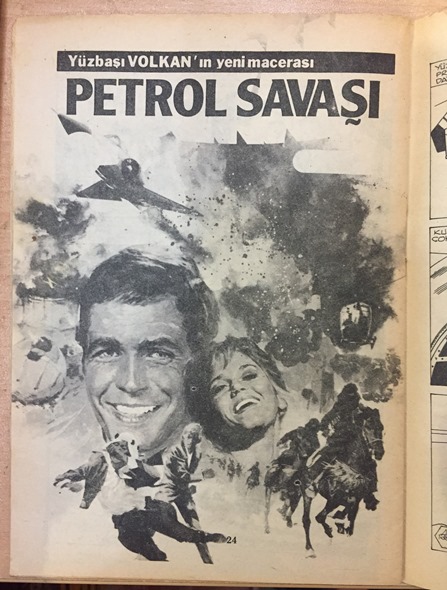 Yüzbaşı VOLKAN'ın yeni macerası
PETROL SAVAŞI
24